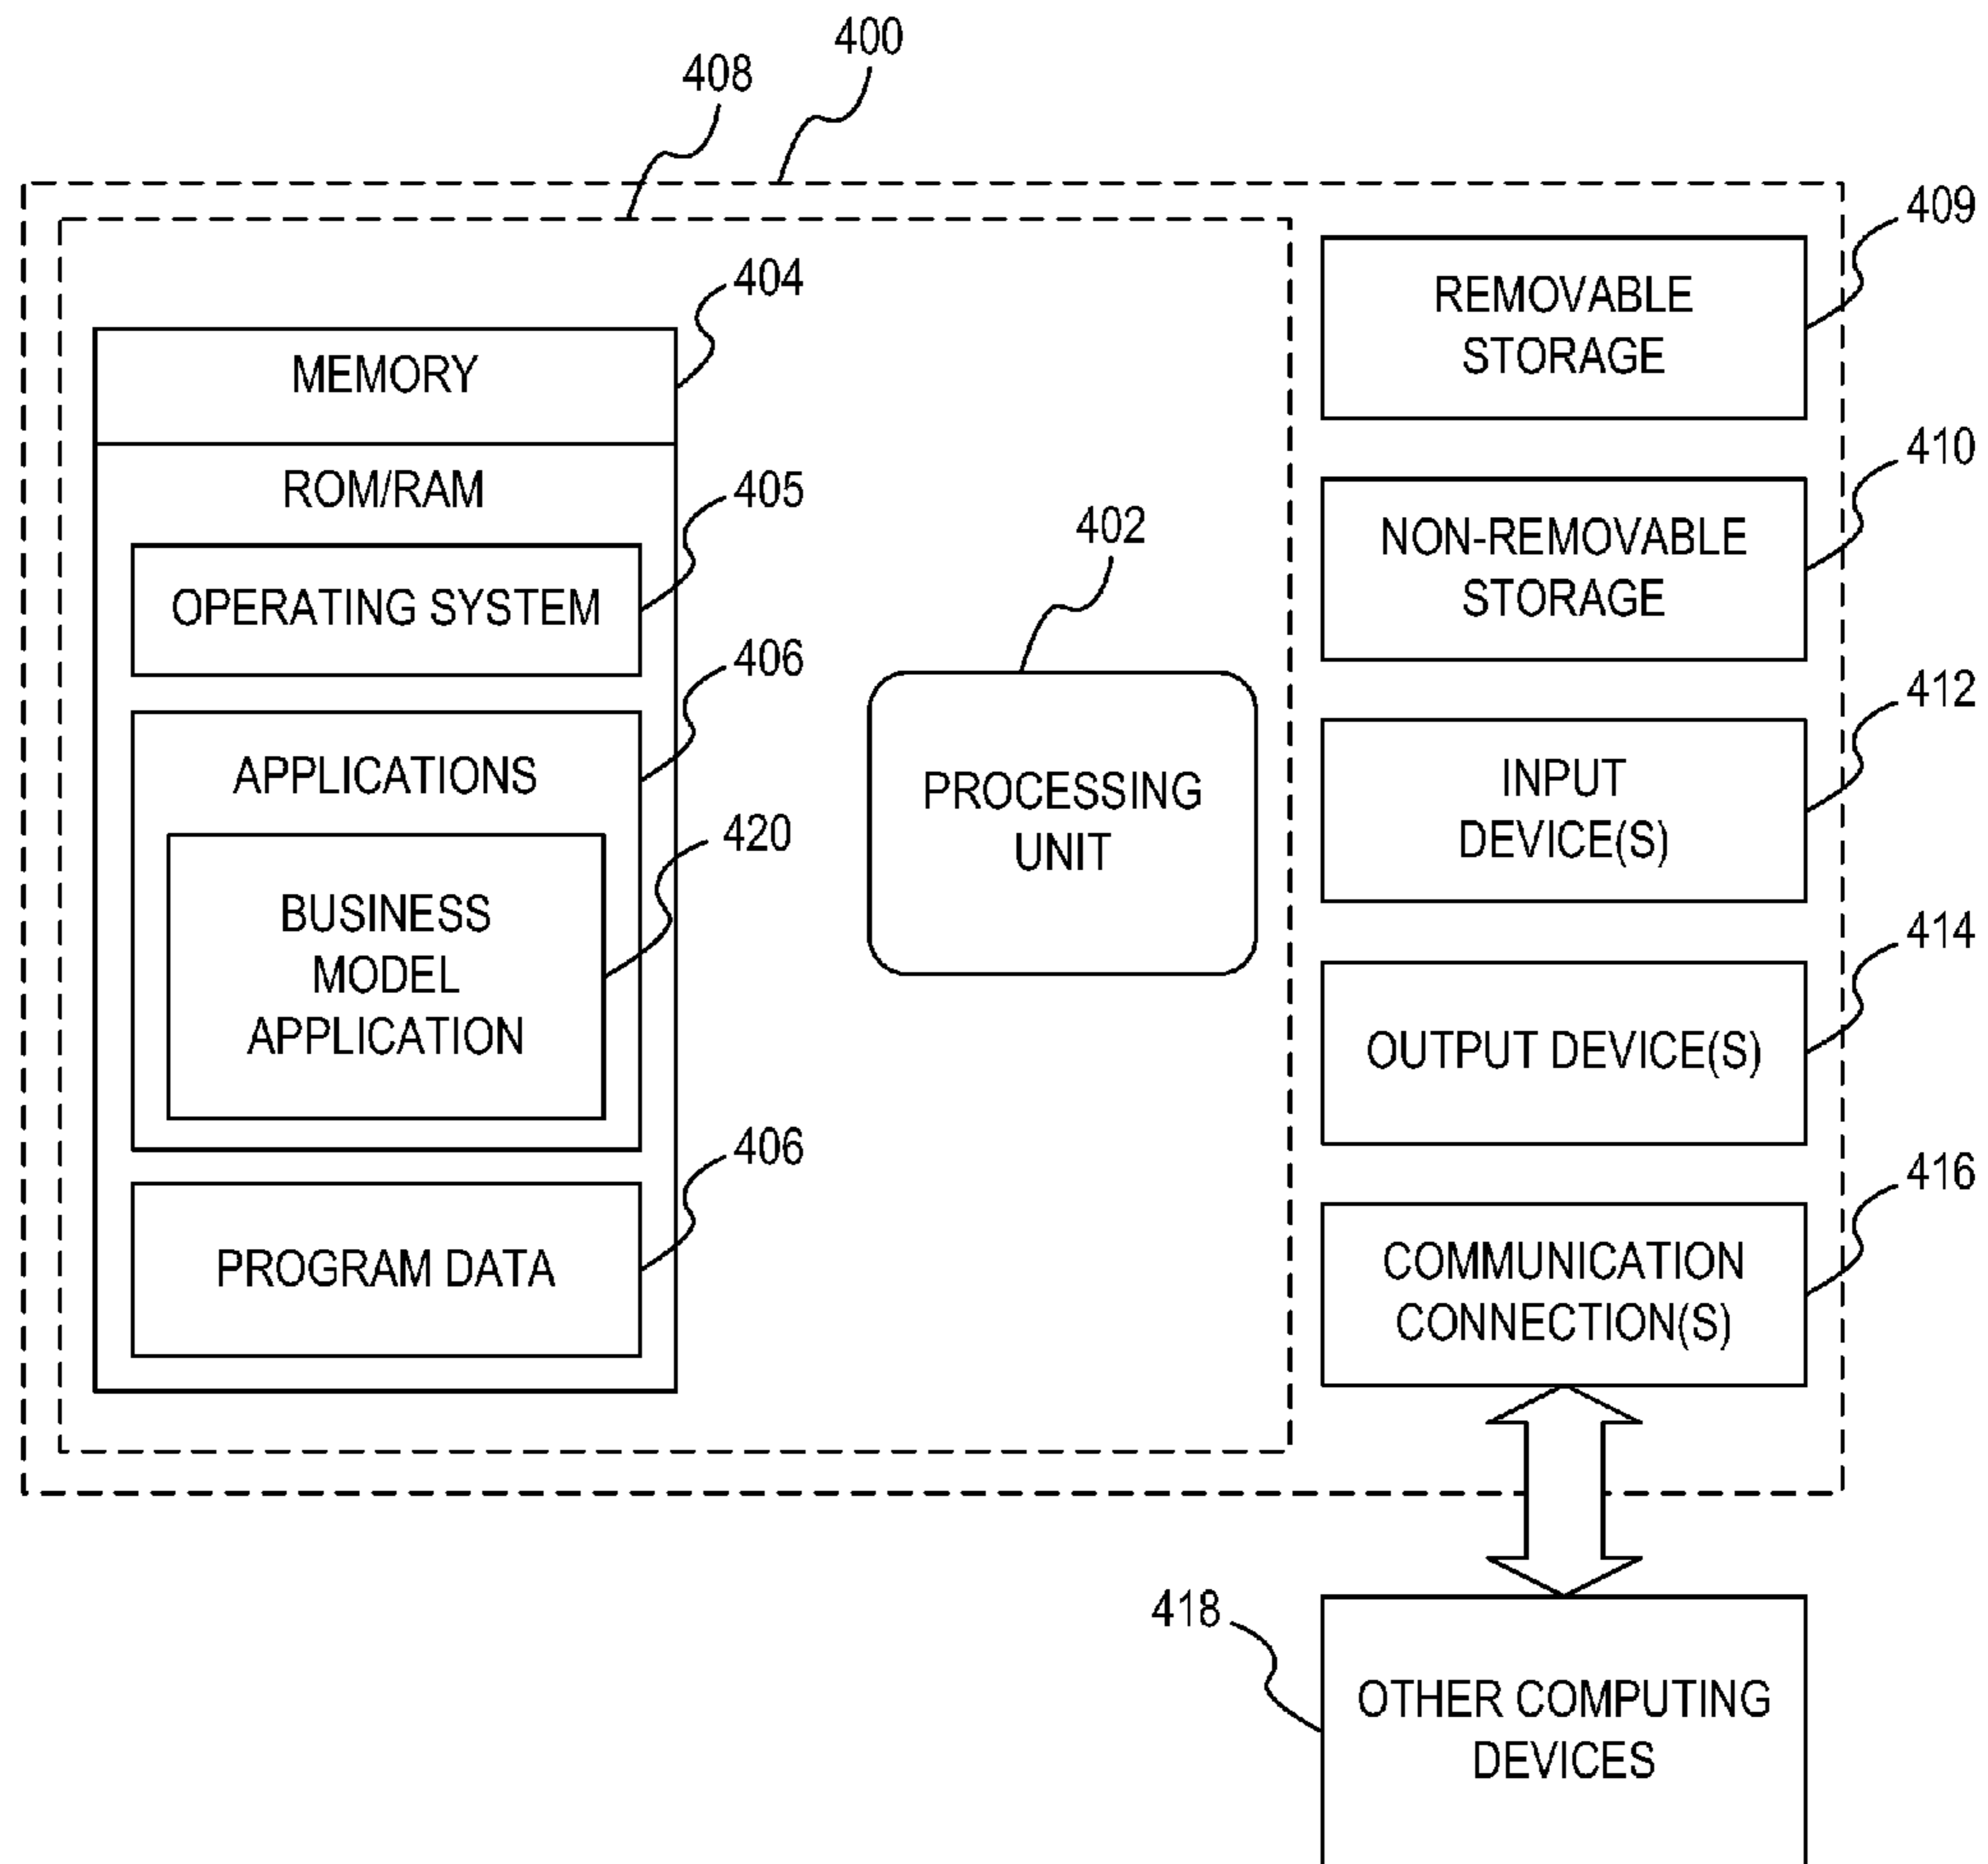 400
408
409
404
REMOVABLE
STORAGE
MEMORY
410
ROM/RAM
405
402
NON-REMOVABLE
STORAGE
OPERATING SYSTEM
406
412
APPLICATIONS
PROCESSING
UNIT
INPUT
DEVICE(S)
420
BUSINESS
MODEL
APPLICATION
414
OUTPUT DEVICE(S)
406
416
PROGRAM DATA
COMMUNICATION
CONNECTION(S)
418
OTHER COMPUTING
DEVICES